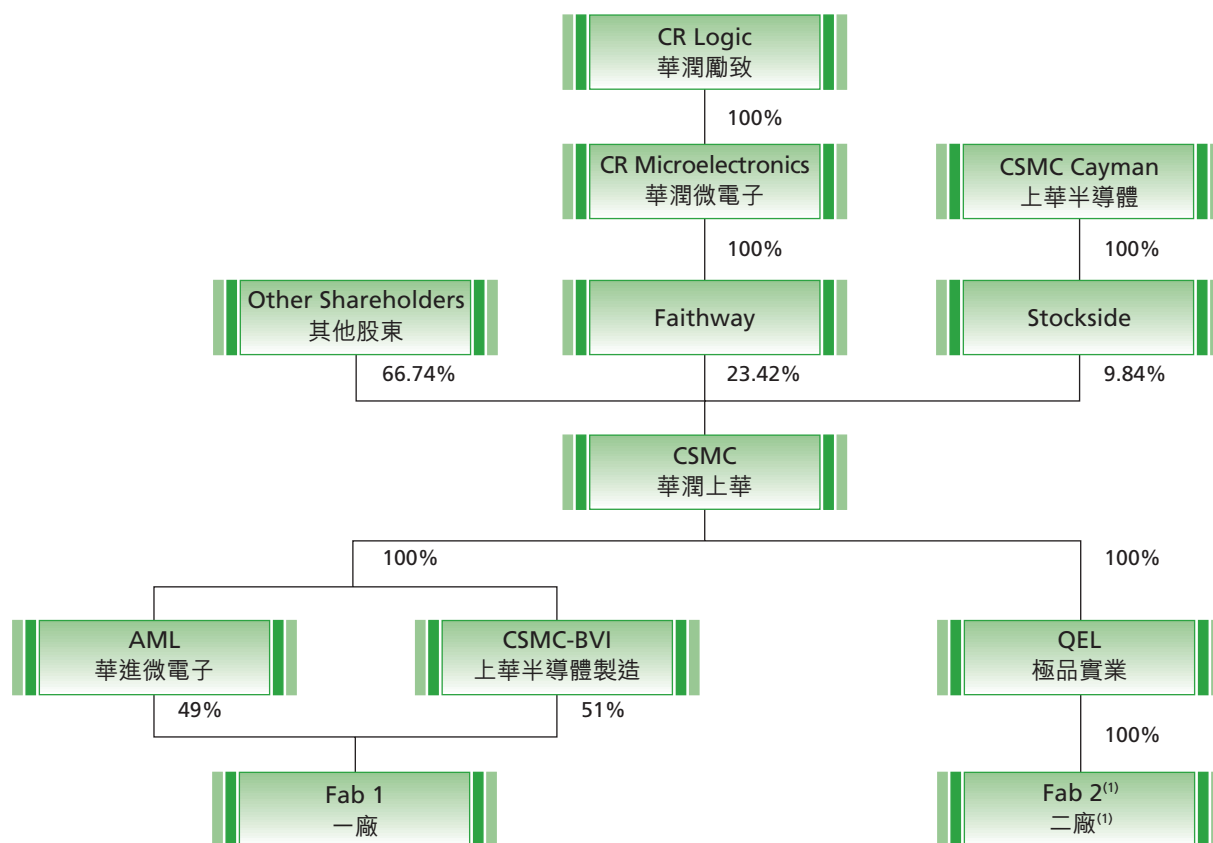 CR Logic
華潤勵致
100%
CR Microelectronics
華潤微電子
CSMC Cayman
上華半導體
100%
100%
Other Shareholders
其他股東
Faithway
Stockside
66.74%
23.42%
9.84%
CSMC
華潤上華
100%
100%
AML
華進微電子
CSMC-BVI
上華半導體製造
QEL
極品實業
49%
51%
100%
Fab 1
一廠
Fab 2(1)
二廠(1)